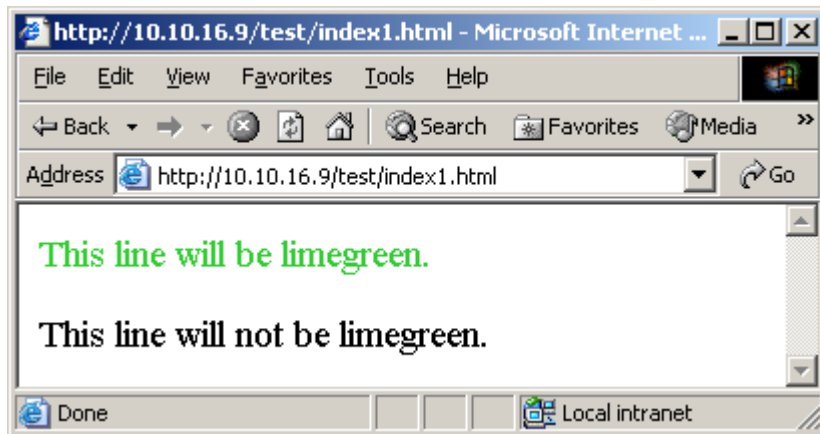 http://10.10.16.9/test/index1.html - Microsoft Internet ...
File Edit View Favorites Tools Help
Back Search Favorites Media »
Address http://10.10.16.9/test/index1.html Go
This line will be limegreen.
This line will not be limegreen.
Done Local intranet